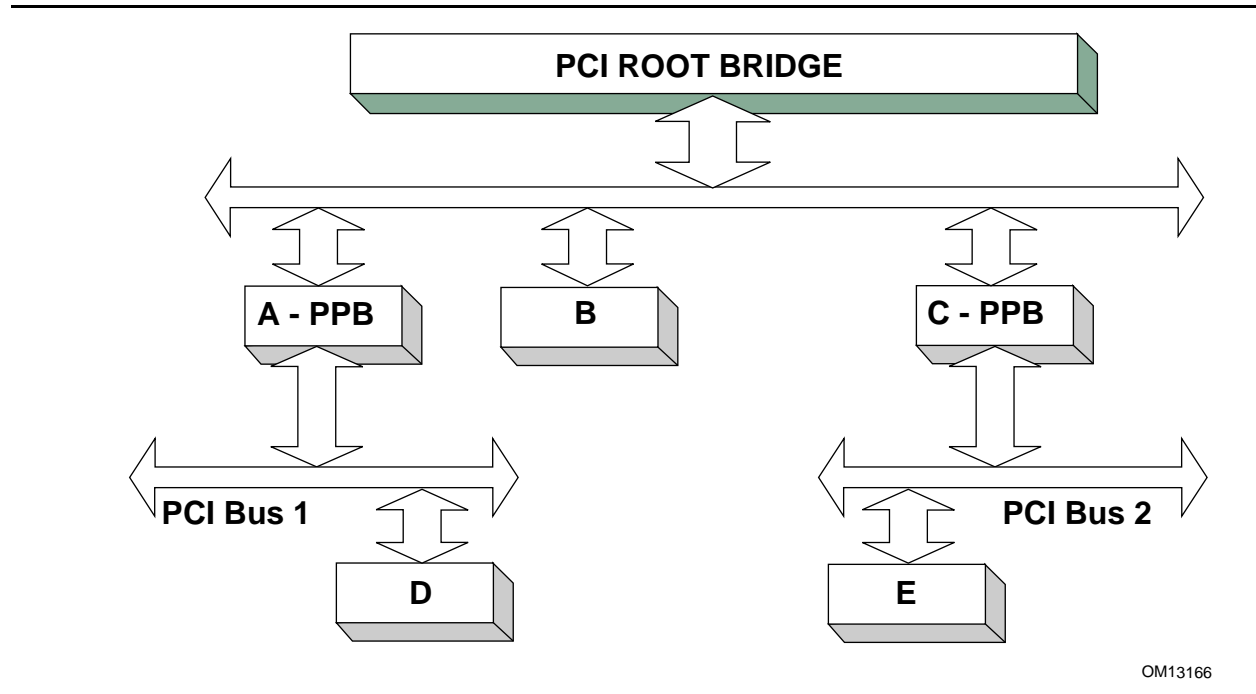 PCI ROOT BRIDGE
A - PPB
B
C - PPB
PCI Bus 1
PCI Bus 2
D
E
OM13166